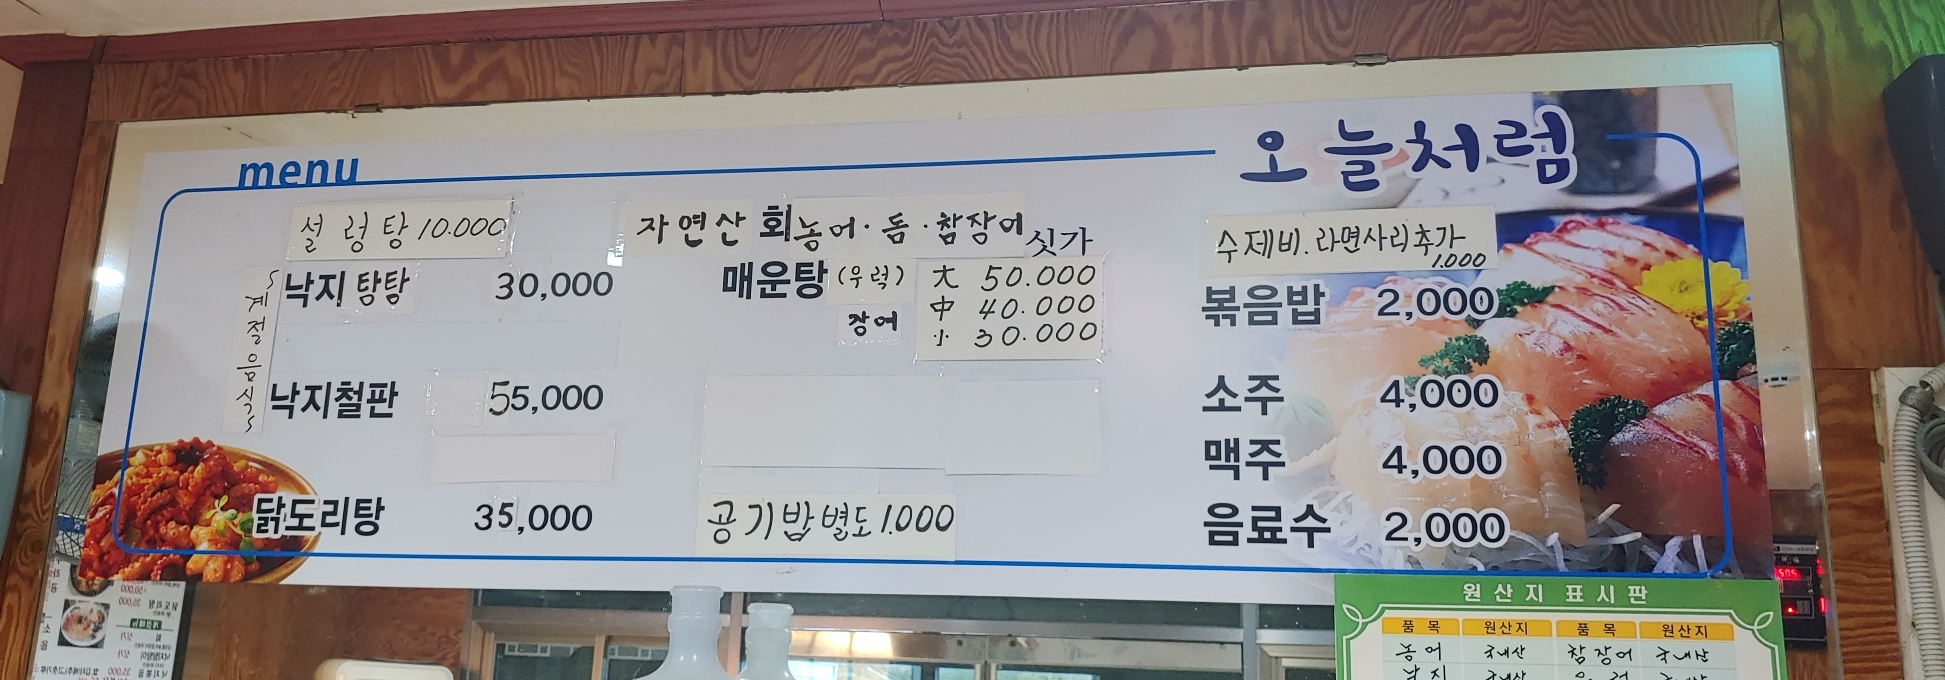 menu
오늘처럼
설렁탕 10.000
~계절음식~
낙지탕탕 30,000
낙지철판 55,000
닭도리탕 35,000
자연산 회 농어·돔·참장어 싯가
매운탕 (우럭) 大 50.000
장어 中 40.000
小 30.000
공기밥별도 1.000
수제비.라면사리추가 1.000
볶음밥 2,000
소주 4,000
맥주 4,000
음료수 2,000
원산지 표시판
품목 원산지 품목 원산지
농어 국내산 참장어 국내산